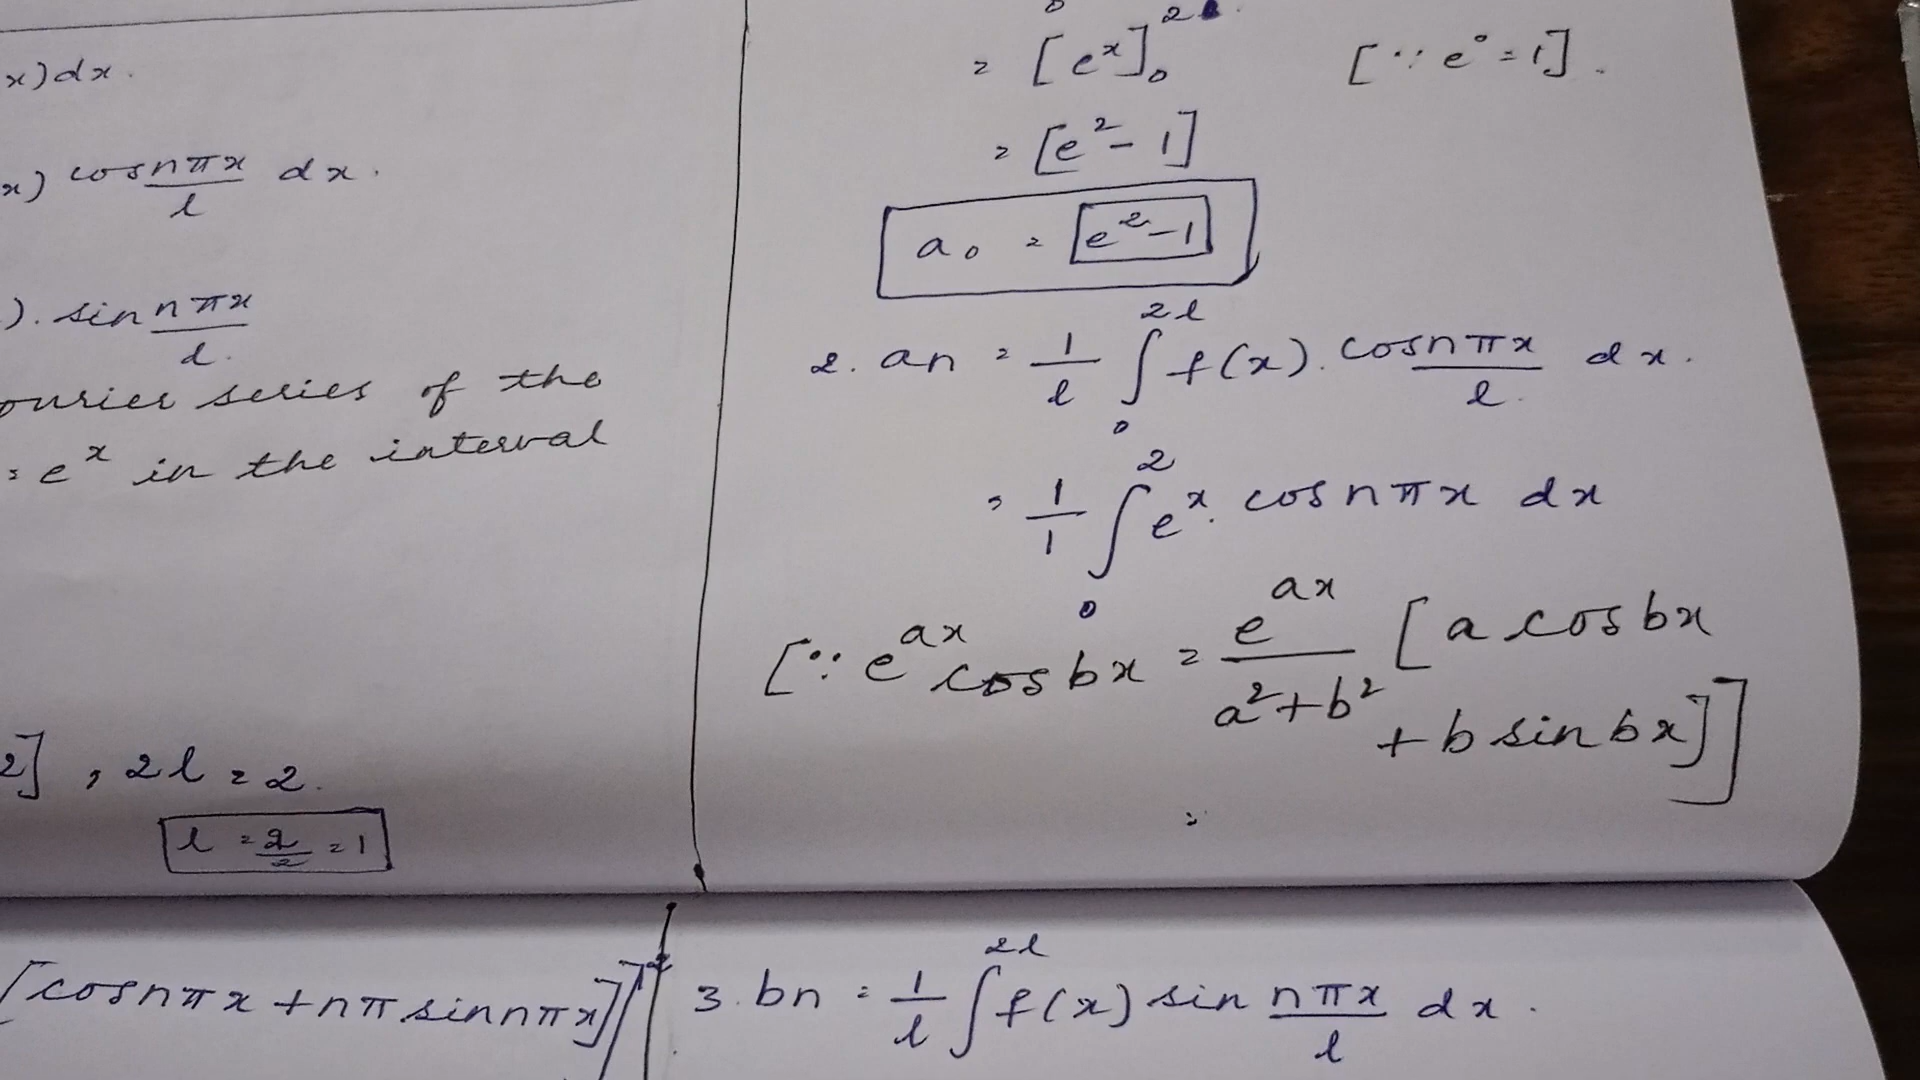 x) dx.
x) cos nπx/l dx.
). sin nπx/l.
ourier series of the
= e^x in the interval
2], 2l = 2.
l = 2/2 = 1
[cos nπx + nπ sin nπx]]^2
0 2l.
= [e^x]_0 [∵ e^0 = 1].
= [e^2 - 1]
a0 = [e^2 - 1]
2. an = 1/l ∫_0^2l f(x). cos nπx/l. dx.
= 1/1 ∫_0^2 e^x. cos nπx dx
[∵ e^ax cos bx = e^ax/a^2+b^2 [a cos bx
+ b sin bx]]
=
3. bn = 1/l ∫^2l f(x) sin nπx/l dx.